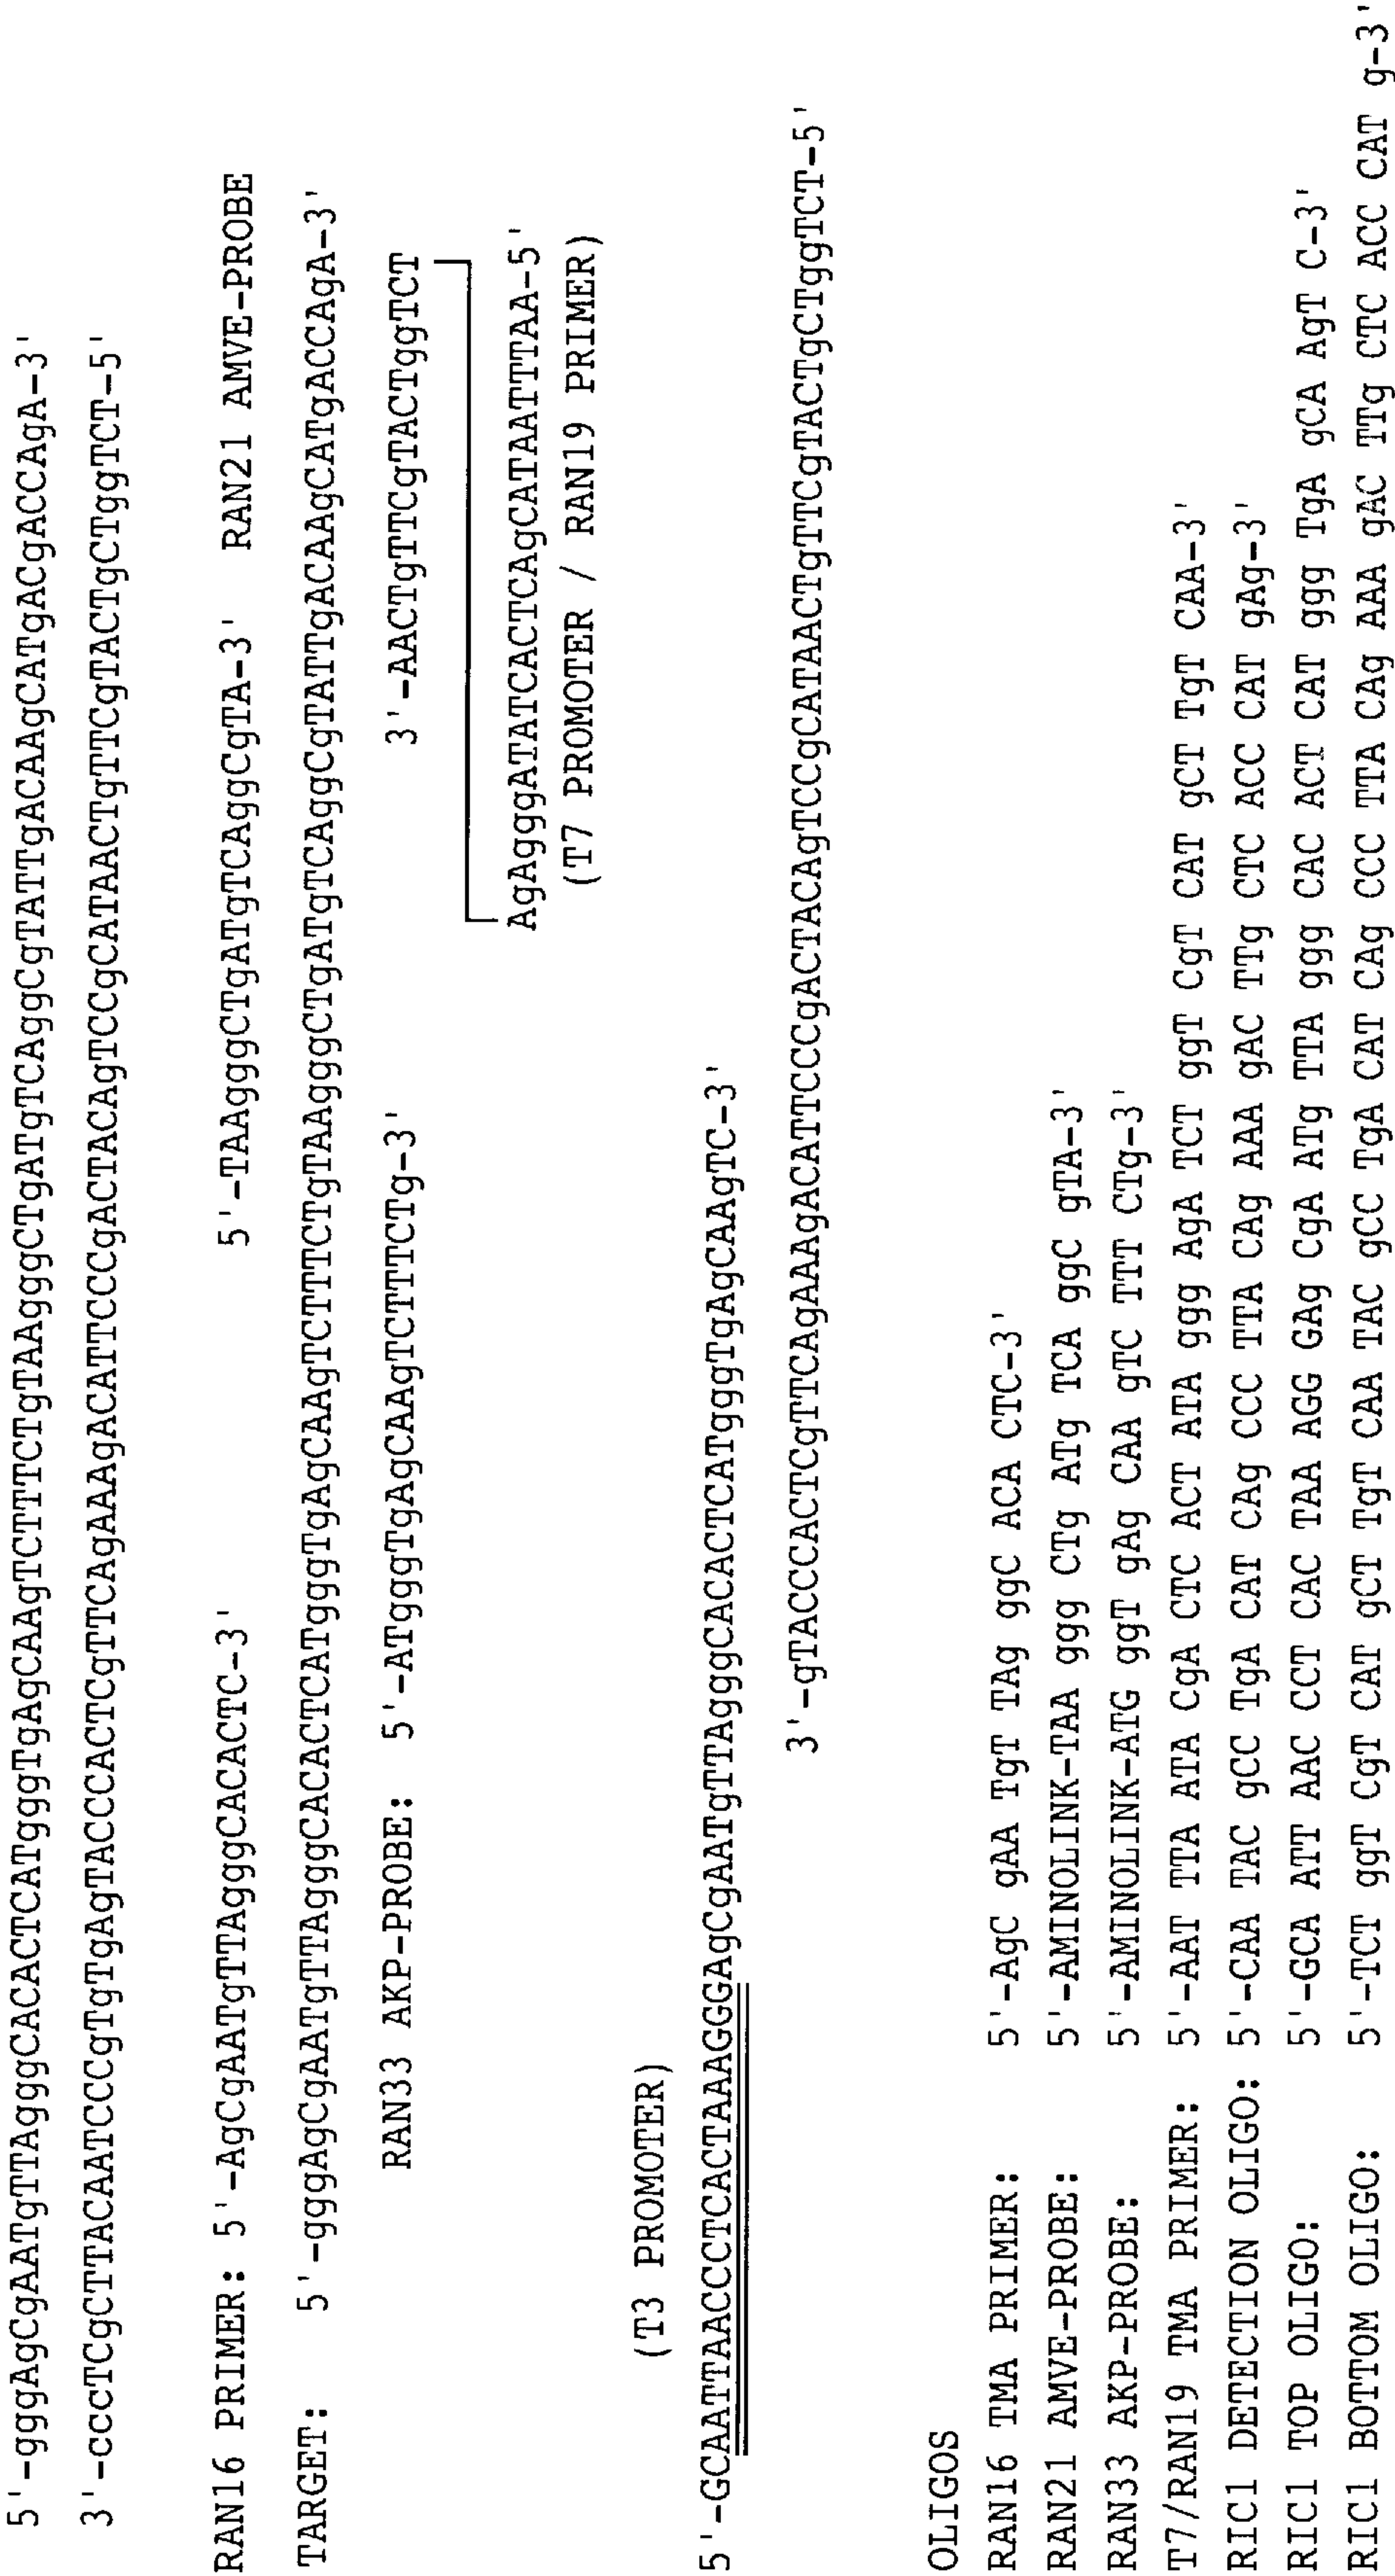 5'-gggAgCgAATgTTAgggCACACTCATgggTgAgCAAgTCTTTCTgTAAgggCTgATgTCAggCgTATTgACAAgCATgACgACCAgA-3'
3'-cccTCgCTTACAATCCCgTgTgAgTACCCACTCgTTCAgAAAgACATTCCCgACTACAgTCCgCATAACTgTTCgTACTgCTggTCT-5'
RAN16 PRIMER: 5'-AgCgAATgTTAgggCACACTC-3' 5'-TAAgggCTgATgTCAggCgTA-3' RAN21 AMVE-PROBE
TARGET: 5'-gggAgCgAATgTTAgggCACACTCATgggTgAgCAAgTCTTTCTgTAAgggCTgATgTCAggCgTATTgACAAgCATgACCAgA-3'
RAN33 AKP-PROBE: 5'-ATgggTgAgCAAgTCTTTCTg-3' 3'-AACTgTTCgTACTggTCT
AgAgggATATCACTCAgCATAATTTAA-5'
(T7 PROMOTER / RAN19 PRIMER)
(T3 PROMOTER)
5'-GCAATTAACCCTCACTAAAGGGAgCgAATgTTAgggCACACTCATgggTgAgCAAgTC-3'
3'-gTACCCACTCgTTCAgAAAgACATTCCCgACTACAgTCCgCATAACTgTTCgTACTgCTggTCT-5'
OLIGOS
RAN16 TMA PRIMER: 5'-AgC gAA TgT TAg ggC ACA CTC-3'
RAN21 AMVE-PROBE: 5'-AMINOLINK-TAA ggg CTg ATg TCA ggC gTA-3'
RAN33 AKP-PROBE: 5'-AMINOLINK-ATG ggT gAg CAA gTC TTT CTg-3'
T7/RAN19 TMA PRIMER: 5'-AAT TTA ATA CgA CTC ACT ATA ggg AgA TCT ggT CgT CAT gCT TgT CAA-3'
RIC1 DETECTION OLIGO: 5'-CAA TAC gCC TgA CAT CAg CCC TTA CAg AAA gAC TTg CTC ACC CAT gAg-3'
RIC1 TOP OLIGO: 5'-GCA ATT AAC CCT CAC TAA AGG GAg CgA ATg TTA ggg CAC ACT CAT ggg TgA gCA AgT C-3'
RIC1 BOTTOM OLIGO: 5'-TCT ggT CgT CAT gCT TgT CAA TAC gCC TgA CAT CAg CCC TTA CAg AAA gAC TTg CTC ACC CAT g-3'